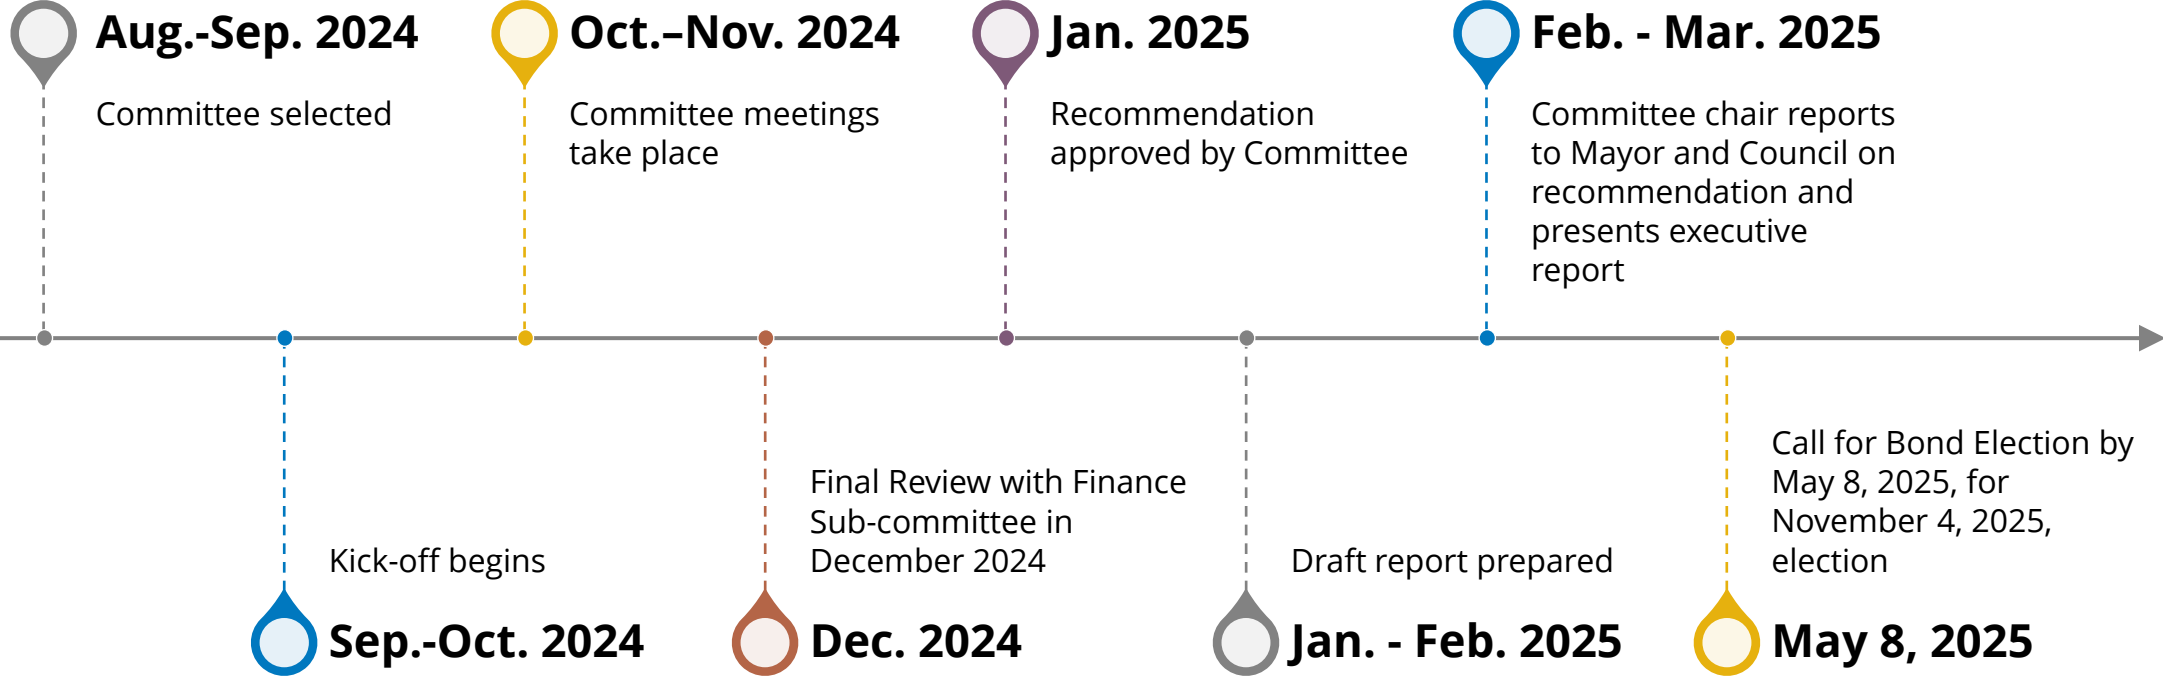 Aug.-Sep. 2024
Committee selected
Oct.–Nov. 2024
Committee meetings
take place
Jan. 2025
Recommendation
approved by Committee
Feb. - Mar. 2025
Committee chair reports
to Mayor and Council on
recommendation and
presents executive
report
Kick-off begins
Sep.-Oct. 2024
Final Review with Finance
Sub-committee in
December 2024
Dec. 2024
Draft report prepared
Jan. - Feb. 2025
Call for Bond Election by
May 8, 2025, for
November 4, 2025,
election
May 8, 2025